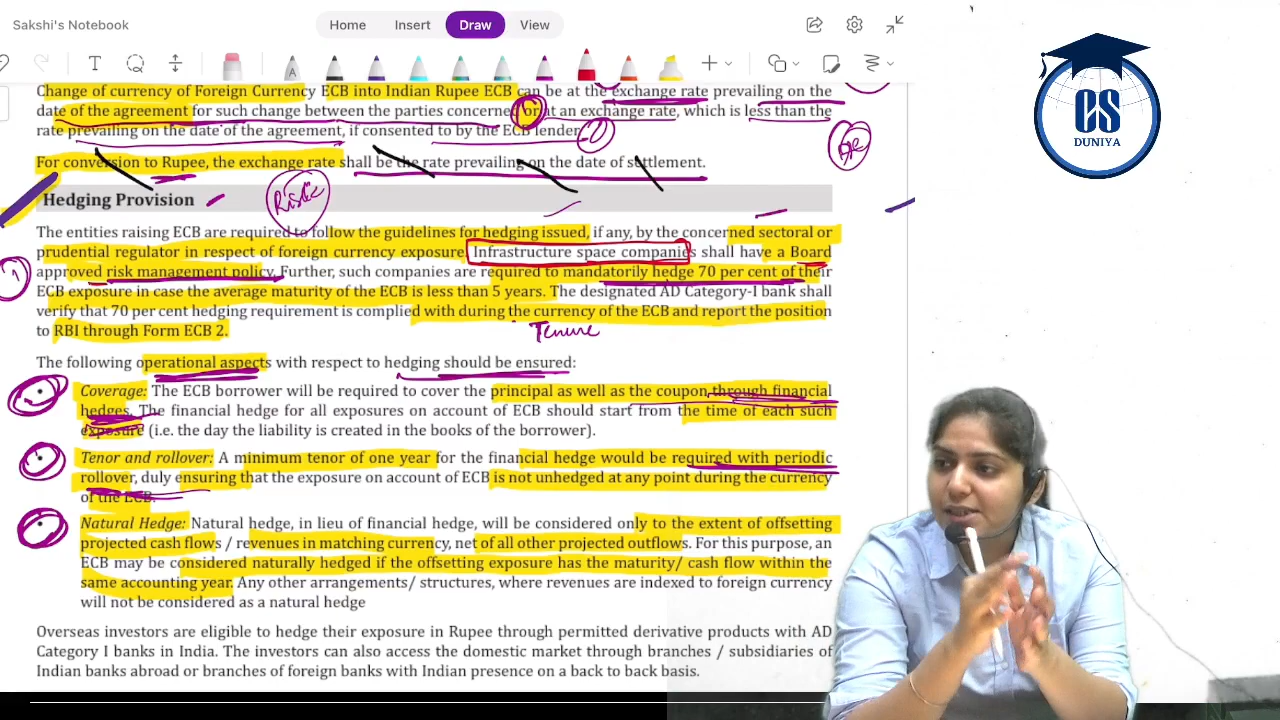 Sakshi's Notebook
Home Insert Draw View
Change of currency of Foreign Currency ECB into Indian Rupee ECB can be at the exchange rate prevailing on the
date of the agreement for such change between the parties concerned or at an exchange rate, which is less than the
rate prevailing on the date of the agreement, if consented to by the ECB lender.
For conversion to Rupee, the exchange rate shall be the rate prevailing on the date of settlement.
Risk
Hedging Provision
The entities raising ECB are required to follow the guidelines for hedging issued, if any, by the concerned sectoral or
prudential regulator in respect of foreign currency exposure. Infrastructure space companies shall have a Board
approved risk management policy. Further, such companies are required to mandatorily hedge 70 per cent of their
ECB exposure in case the average maturity of the ECB is less than 5 years. The designated AD Category-I bank shall
verify that 70 per cent hedging requirement is complied with during the currency of the ECB and report the position
to RBI through Form ECB 2.
Tenure
The following operational aspects with respect to hedging should be ensured:
Coverage: The ECB borrower will be required to cover the principal as well as the coupon through financial
hedges. The financial hedge for all exposures on account of ECB should start from the time of each such
exposure (i.e. the day the liability is created in the books of the borrower).
Tenor and rollover: A minimum tenor of one year for the financial hedge would be required with periodic
rollover, duly ensuring that the exposure on account of ECB is not unhedged at any point during the currency
of the ECB.
Natural Hedge: Natural hedge, in lieu of financial hedge, will be considered only to the extent of offsetting
projected cash flows / revenues in matching currency, net of all other projected outflows. For this purpose, an
ECB may be considered naturally hedged if the offsetting exposure has the maturity/ cash flow within the
same accounting year. Any other arrangements/ structures, where revenues are indexed to foreign currency
will not be considered as a natural hedge
Overseas investors are eligible to hedge their exposure in Rupee through permitted derivative products with AD
Category I banks in India. The investors can also access the domestic market through branches / subsidiaries of
Indian banks abroad or branches of foreign banks with Indian presence on a back to back basis.
CS
DUNIYA